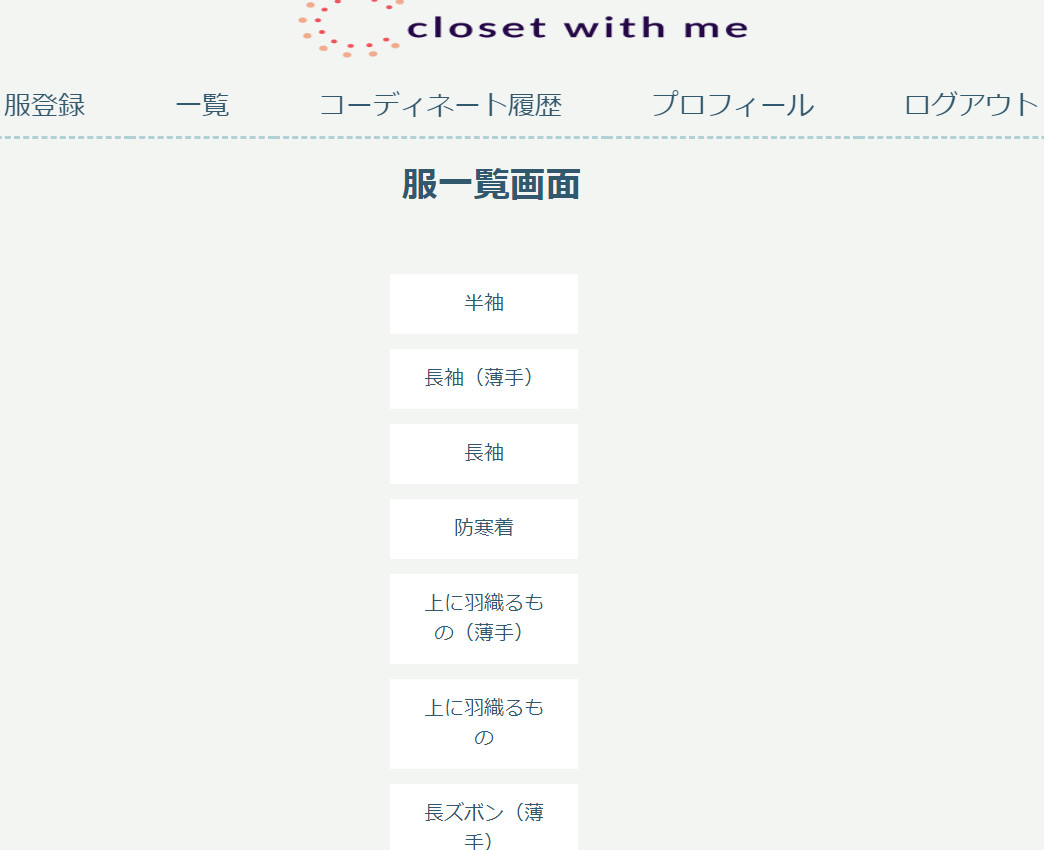 closet with me
服登録 一覧 コーディネート履歴 プロフィール ログアウト
服一覧画面
半袖
長袖（薄手）
長袖
防寒着
上に羽織るも
の（薄手）
上に羽織るも
の
長ズボン（薄
手）